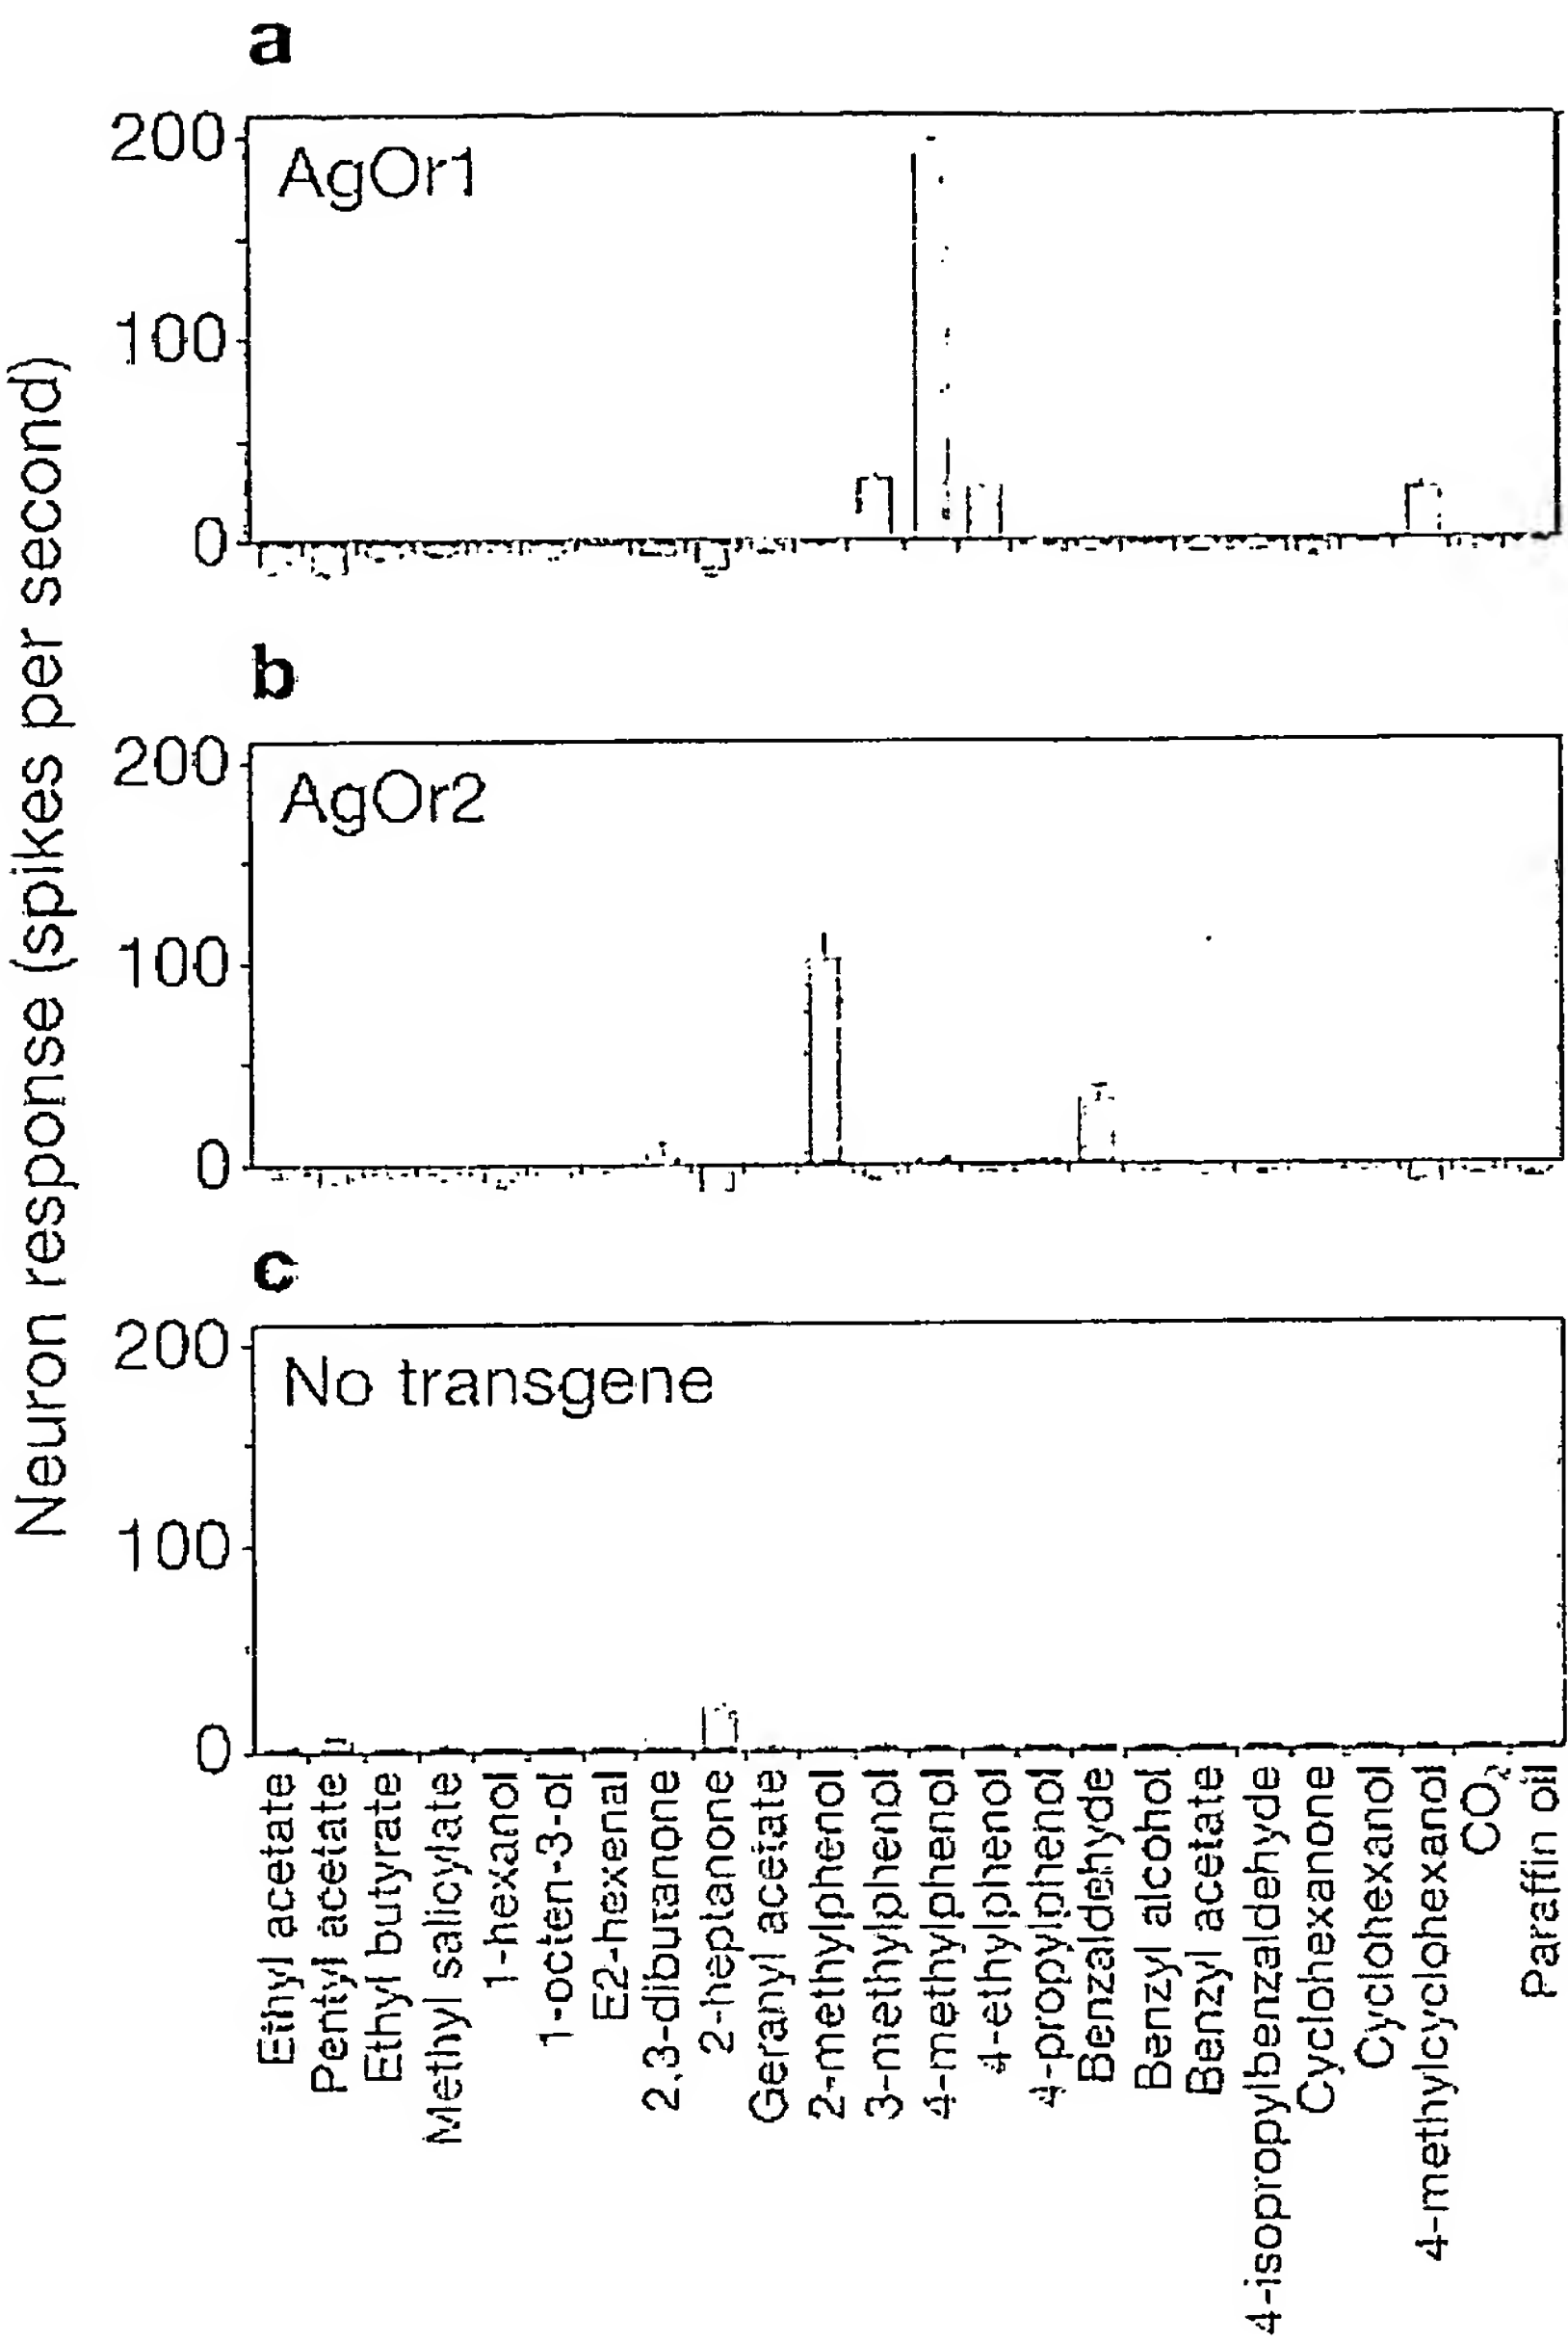 a
200
AgOr1
100
0
b
200
AgOr2
100
0
c
200
No transgene
100
0
Neuron response (spikes per second)
Ethyl acetate
Pentyl acetate
Ethyl butyrate
Methyl salicylate
1-hexanol
1-octen-3-ol
E2-hexenal
2,3-dibutanone
2-heptanone
Geranyl acetate
2-methylphenol
3-methylphenol
4-methylphenol
4-ethylphenol
4-propylphenol
Benzaldehyde
Benzyl alcohol
Benzyl acetate
4-isopropylbenzaldehyde
Cyclohexanone
Cyclohexanol
4-methylcyclohexanol
CO₂
Paraffin oil